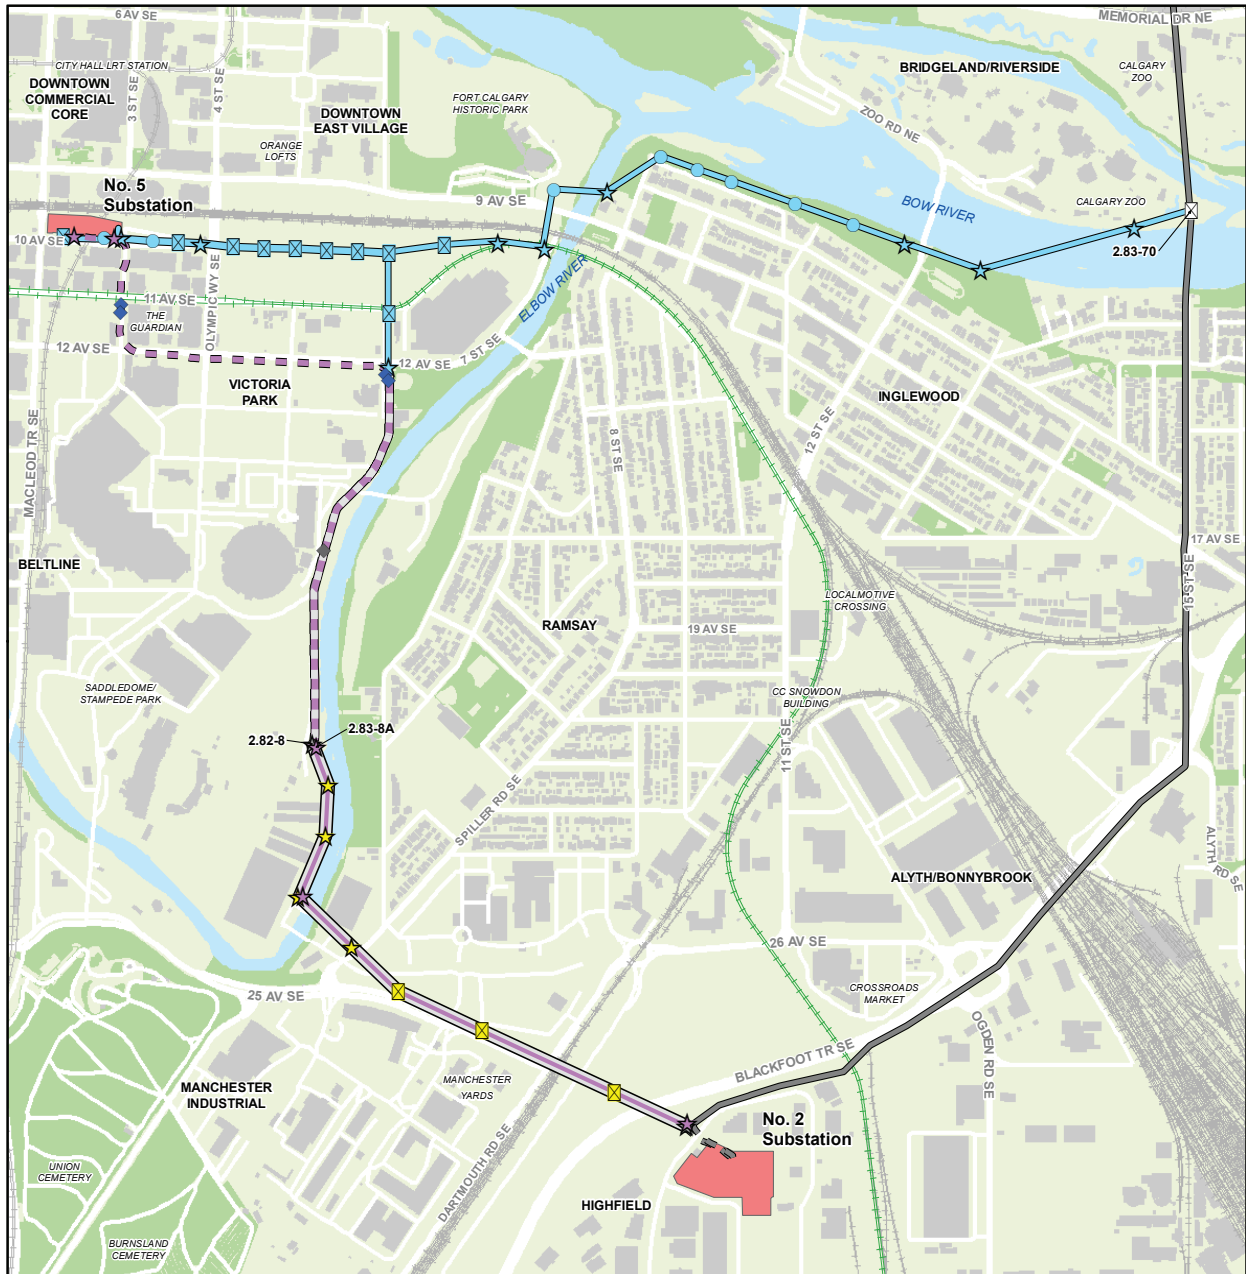 6 AV SE
MEMORIAL DR NE
CITY HALL LRT STATION
DOWNTOWN
COMMERCIAL
CORE
3 ST SE
4 ST SE
DOWNTOWN
EAST VILLAGE
ORANGE
LOFTS
FORT CALGARY
HISTORIC PARK
BRIDGELAND/RIVERSIDE
CALGARY
ZOO
ZOO RD NE
No. 5
Substation
9 AV SE
BOW RIVER
CALGARY ZOO
2.83-70
10 AV SE
OLYMPIC WY SE
11 AV SE
THE
GUARDIAN
ELBOW RIVER
12 AV SE
12 AV SE
7 ST SE
VICTORIA
PARK
INGLEWOOD
MACLEOD TR SE
8 ST SE
12 ST SE
17 AV SE
15 ST SE
BELTLINE
LOCALMOTIVE
CROSSING
RAMSAY
19 AV SE
SADDLEDOME/
STAMPEDE PARK
CC SNOWDON
BUILDING
2.82-8
2.83-8A
11 ST SE
SPILLER RD SE
ALYTH RD SE
ALYTH/BONNYBROOK
26 AV SE
25 AV SE
CROSSROADS
MARKET
OGDEN RD SE
BLACKFOOT TR SE
MANCHESTER
INDUSTRIAL
MANCHESTER
YARDS
No. 2
Substation
DARTMOUTH RD SE
UNION
CEMETERY
HIGHFIELD
BURNSLAND
CEMETERY